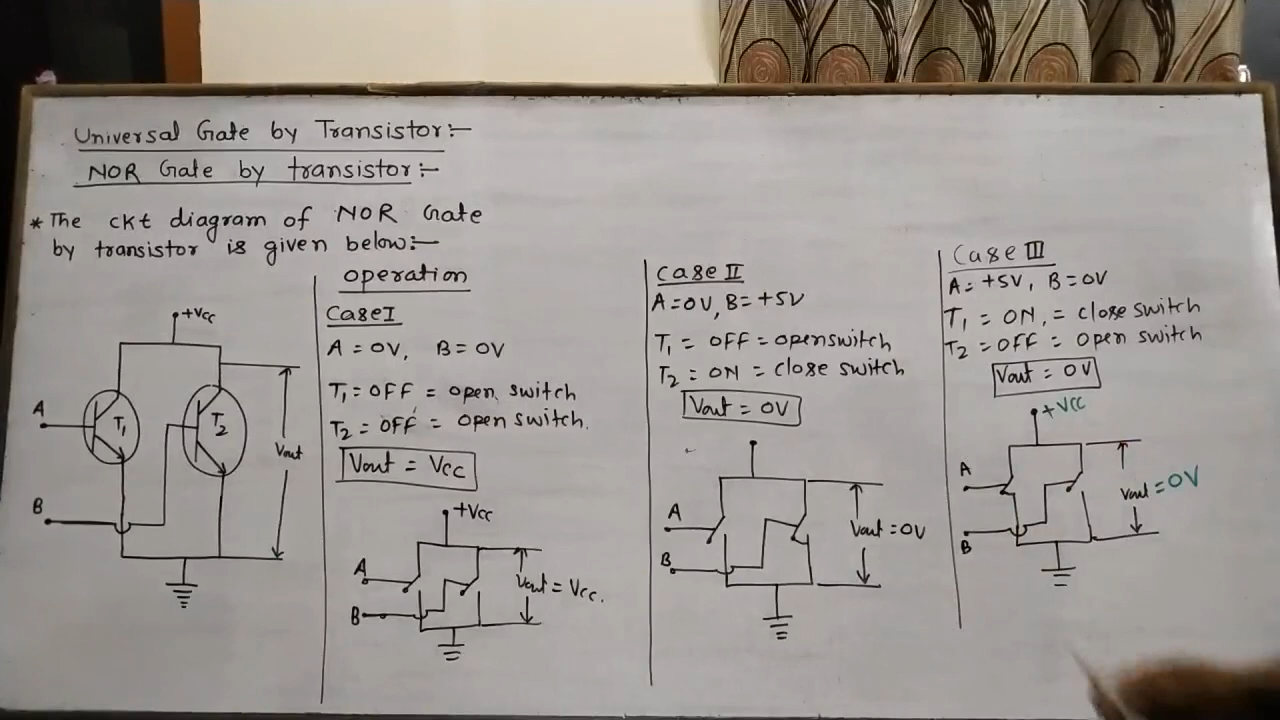 Universal Gate by Transistor:-
NOR Gate by transistor:-
* The ckt diagram of NOR Gate
by transistor is given below:-
+Vcc
A
T1
T2
Vout
B
operation
Case I
A = 0V, B = 0V
T1 = OFF = open switch
T2 = OFF = open switch.
Vout = Vcc
+Vcc
A
B
Vout = Vcc.
Case II
A = 0V, B = +5V
T1 = OFF = open switch
T2 = ON = close switch
Vout = 0V
A
B
Vout = 0V
Case III
A = +5V, B = 0V
T1 = ON, = close switch
T2 = OFF = open switch
Vout = 0V
+Vcc
A
B
Vout = 0V